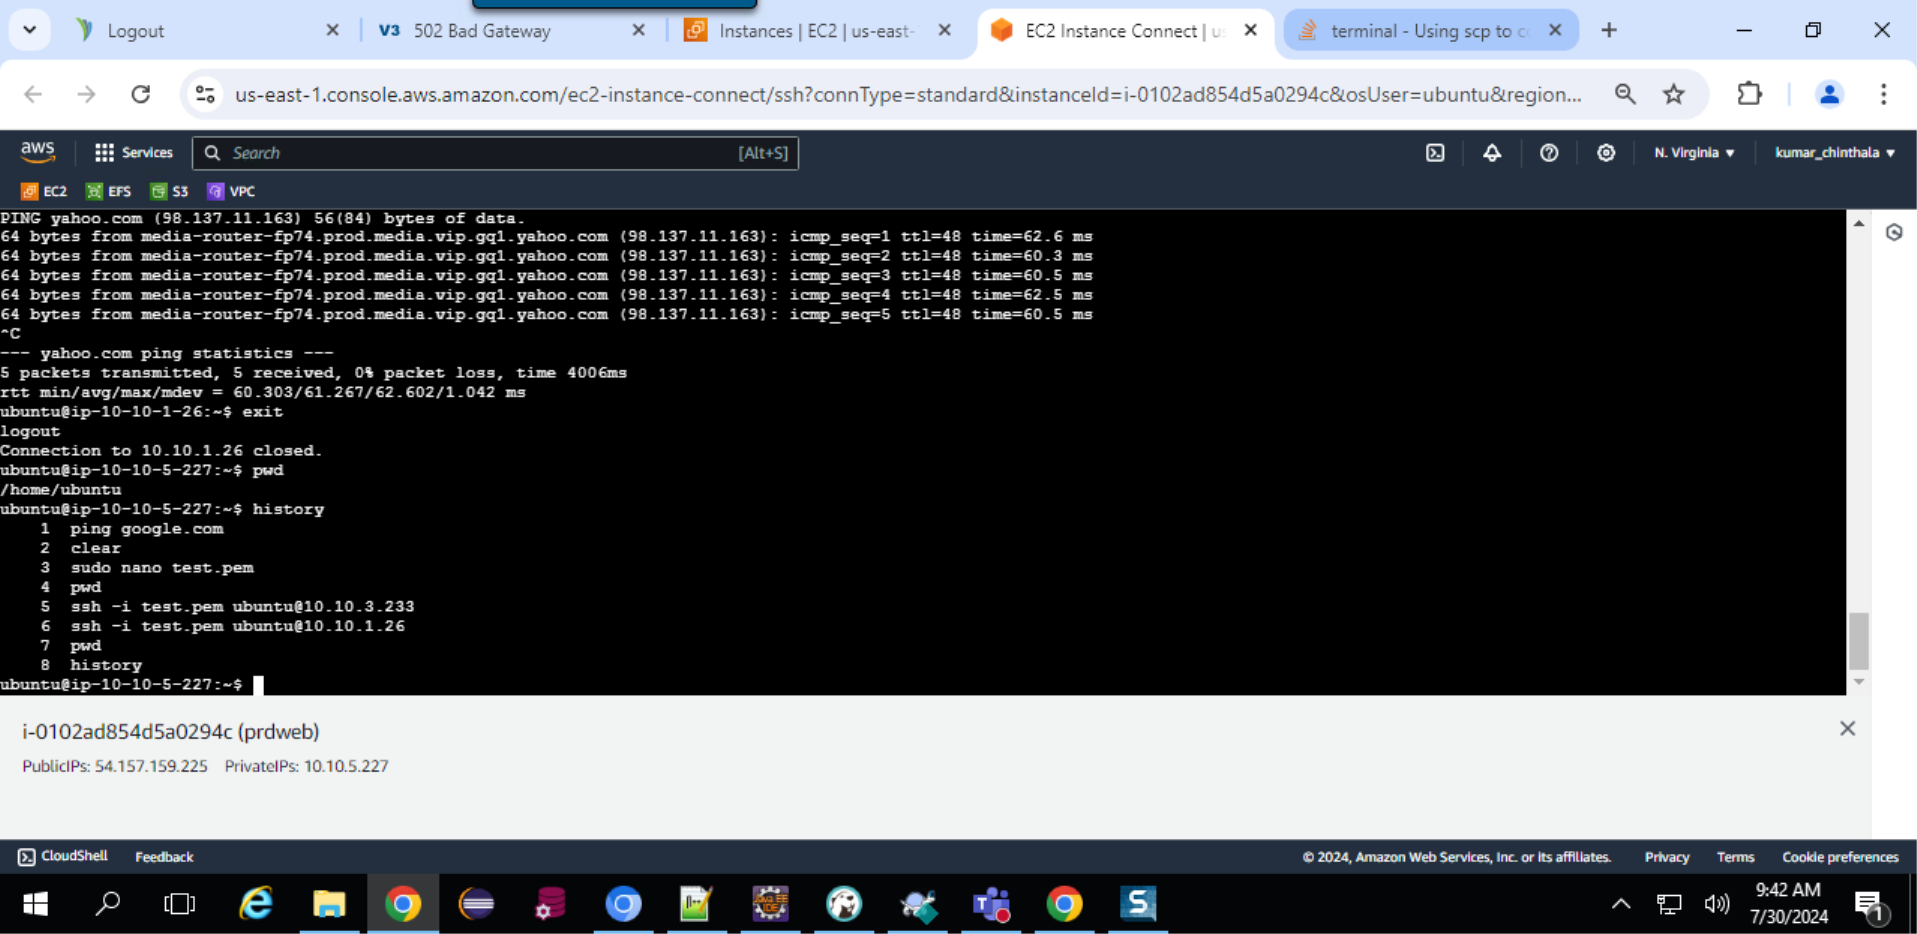 Logout
V3 502 Bad Gateway
Instances | EC2 | us-east-
EC2 Instance Connect | us
terminal - Using scp to co
us-east-1.console.aws.amazon.com/ec2-instance-connect/ssh?connType=standard&instanceId=i-0102ad854d5a0294c&osUser=ubuntu&region...
aws
Services
Search
[Alt+S]
N. Virginia
kumar_chinthala
EC2
EFS
S3
VPC
PING yahoo.com (98.137.11.163) 56(84) bytes of data.
64 bytes from media-router-fp74.prod.media.vip.gq1.yahoo.com (98.137.11.163): icmp_seq=1 ttl=48 time=62.6 ms
64 bytes from media-router-fp74.prod.media.vip.gq1.yahoo.com (98.137.11.163): icmp_seq=2 ttl=48 time=60.3 ms
64 bytes from media-router-fp74.prod.media.vip.gq1.yahoo.com (98.137.11.163): icmp_seq=3 ttl=48 time=60.5 ms
64 bytes from media-router-fp74.prod.media.vip.gq1.yahoo.com (98.137.11.163): icmp_seq=4 ttl=48 time=62.5 ms
64 bytes from media-router-fp74.prod.media.vip.gq1.yahoo.com (98.137.11.163): icmp_seq=5 ttl=48 time=60.5 ms
^C
--- yahoo.com ping statistics ---
5 packets transmitted, 5 received, 0% packet loss, time 4006ms
rtt min/avg/max/mdev = 60.303/61.267/62.602/1.042 ms
ubuntu@ip-10-10-1-26:~$ exit
logout
Connection to 10.10.1.26 closed.
ubuntu@ip-10-10-5-227:~$ pwd
/home/ubuntu
ubuntu@ip-10-10-5-227:~$ history
1 ping google.com
2 clear
3 sudo nano test.pem
4 pwd
5 ssh -i test.pem ubuntu@10.10.3.233
6 ssh -i test.pem ubuntu@10.10.1.26
7 pwd
8 history
ubuntu@ip-10-10-5-227:~$
i-0102ad854d5a0294c (prdweb)
PublicIPs: 54.157.159.225 PrivateIPs: 10.10.5.227
CloudShell
Feedback
© 2024, Amazon Web Services, Inc. or its affiliates.
Privacy
Terms
Cookie preferences
9:42 AM
7/30/2024
1